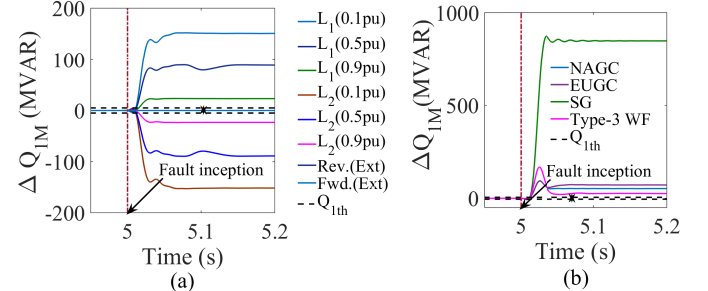 200
100
0
-100
-200
Δ Q1M (MVAR)
Fault inception
5
5.1
5.2
Time (s)
(a)
L1(0.1pu)
L1(0.5pu)
L1(0.9pu)
L2(0.1pu)
L2(0.5pu)
L2(0.9pu)
Rev.(Ext)
Fwd.(Ext)
Q1th
1000
500
0
ΔQ1M (MVAR)
NAGC
EUGC
SG
Type-3 WF
Q1th
Fault inception
5
5.1
5.2
Time (s)
(b)